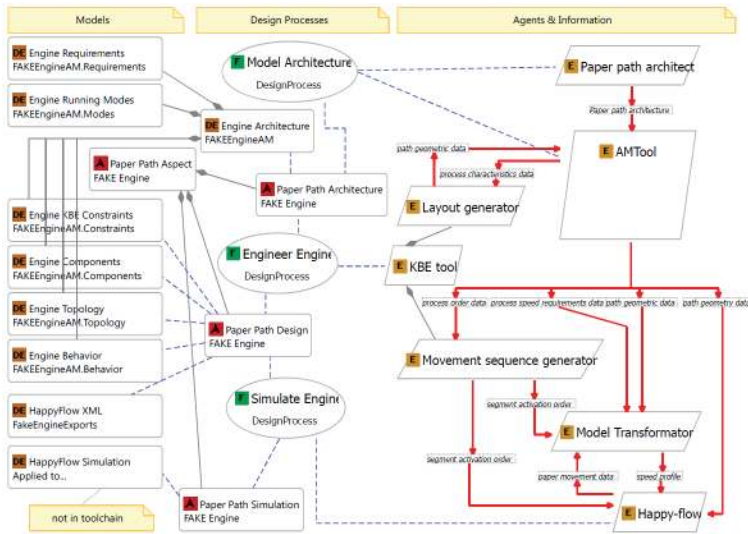 Models
Design Processes
Agents & Information
DE Engine Requirements
FAKEEngineAM.Requirements
DE Engine Running Modes
FAKEEngineAM.Modes
F Model Architecture
DesignProcess
DE Engine Architecture
FAKEEngineAM
A Paper Path Aspect
FAKE Engine
A Paper Path Architecture
FAKE Engine
DE Engine KBE Constraints
FAKEEngineAM.Constraints
DE Engine Components
FAKEEngineAM.Components
DE Engine Topology
FAKEEngineAM.Topology
DE Engine Behavior
FAKEEngineAM.Behavior
DE HappyFlow XML
FakeEngineExports
DE HappyFlow Simulation
Applied to...
not in toolchain
F Engineer Engine
DesignProcess
A Paper Path Design
FAKE Engine
F Simulate Engine
DesignProcess
A Paper Path Simulation
FAKE Engine
E Paper path architect
Paper path architecture
E AMTool
path geometric data
process characteristics data
E Layout generator
E KBE tool
process order data
process speed requirements data
path geometric data
path geometry data
E Movement sequence generator
segment activation order
E Model Transformator
segment activation order
paper movement data
speed profile
E Happy-flow